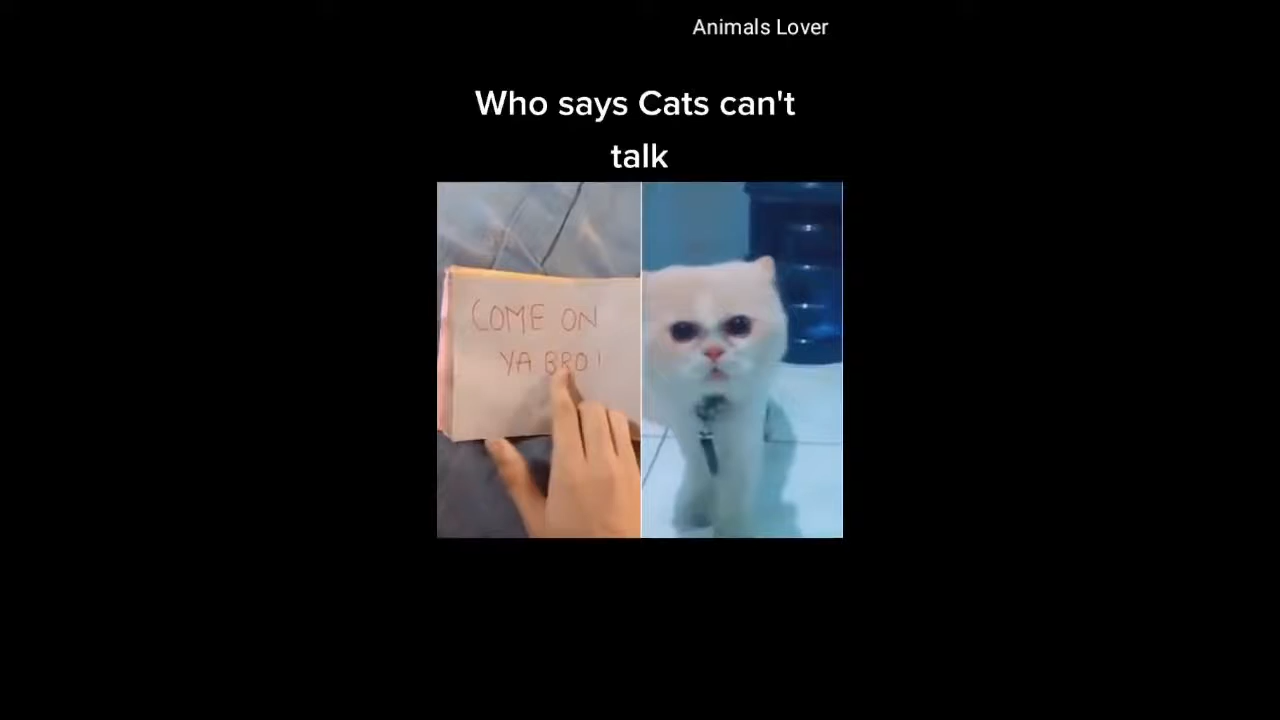 Animals Lover
Who says Cats can't
talk
COME ON
YA BRO!